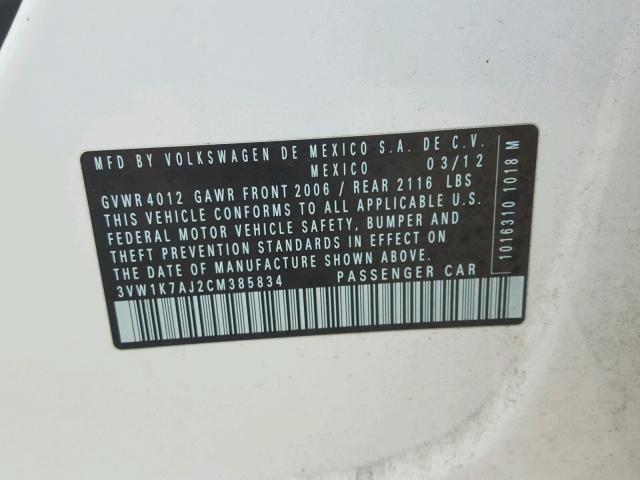 MFD BY VOLKSWAGEN DE MEXICO S.A. DE C.V.
MEXICO 03/12
GVWR 4012 GAWR FRONT 2006 / REAR 2116 LBS
THIS VEHICLE CONFORMS TO ALL APPLICABLE U.S.
FEDERAL MOTOR VEHICLE SAFETY, BUMPER AND
THEFT PREVENTION STANDARDS IN EFFECT ON
THE DATE OF MANUFACTURE SHOWN ABOVE.
3VW1K7AJ2CM385834 PASSENGER CAR
1016310 1018 M